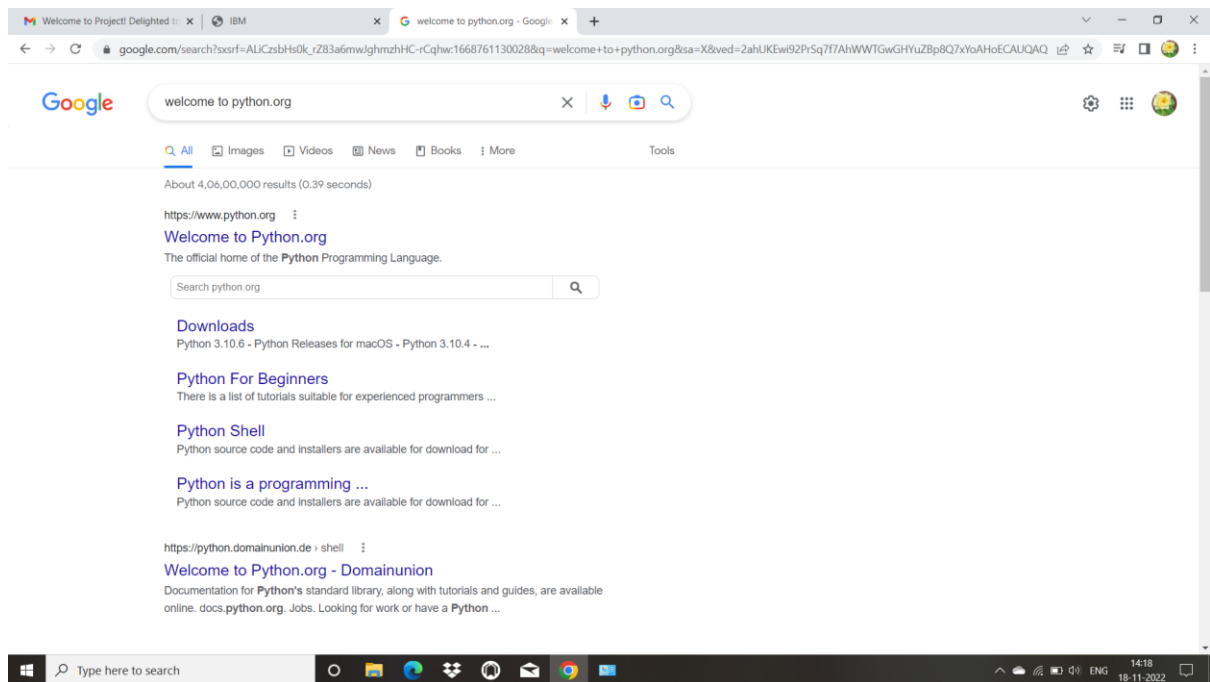 Welcome to Project! Delighted to
IBM
welcome to python.org - Google
google.com/search?sxsrf=ALiCzsbHs0k_rZ83a6mwJghmzhHC-rCqhw:1668761130028&q=welcome+to+python.org&sa=X&ved=2ahUKEwi92PrSq7f7AhWWTGwGHYuZBp8Q7xYoAHoECAUQAQ
Google
welcome to python.org
All Images Videos News Books More Tools
About 4,06,00,000 results (0.39 seconds)
https://www.python.org
Welcome to Python.org
The official home of the Python Programming Language.
Search python.org
Downloads
Python 3.10.6 - Python Releases for macOS - Python 3.10.4 - ...
Python For Beginners
There is a list of tutorials suitable for experienced programmers ...
Python Shell
Python source code and installers are available for download for ...
Python is a programming ...
Python source code and installers are available for download for ...
https://python.domainunion.de › shell
Welcome to Python.org - Domainunion
Documentation for Python's standard library, along with tutorials and guides, are available
online. docs.python.org. Jobs. Looking for work or have a Python ...
Type here to search
ENG
14:18
18-11-2022